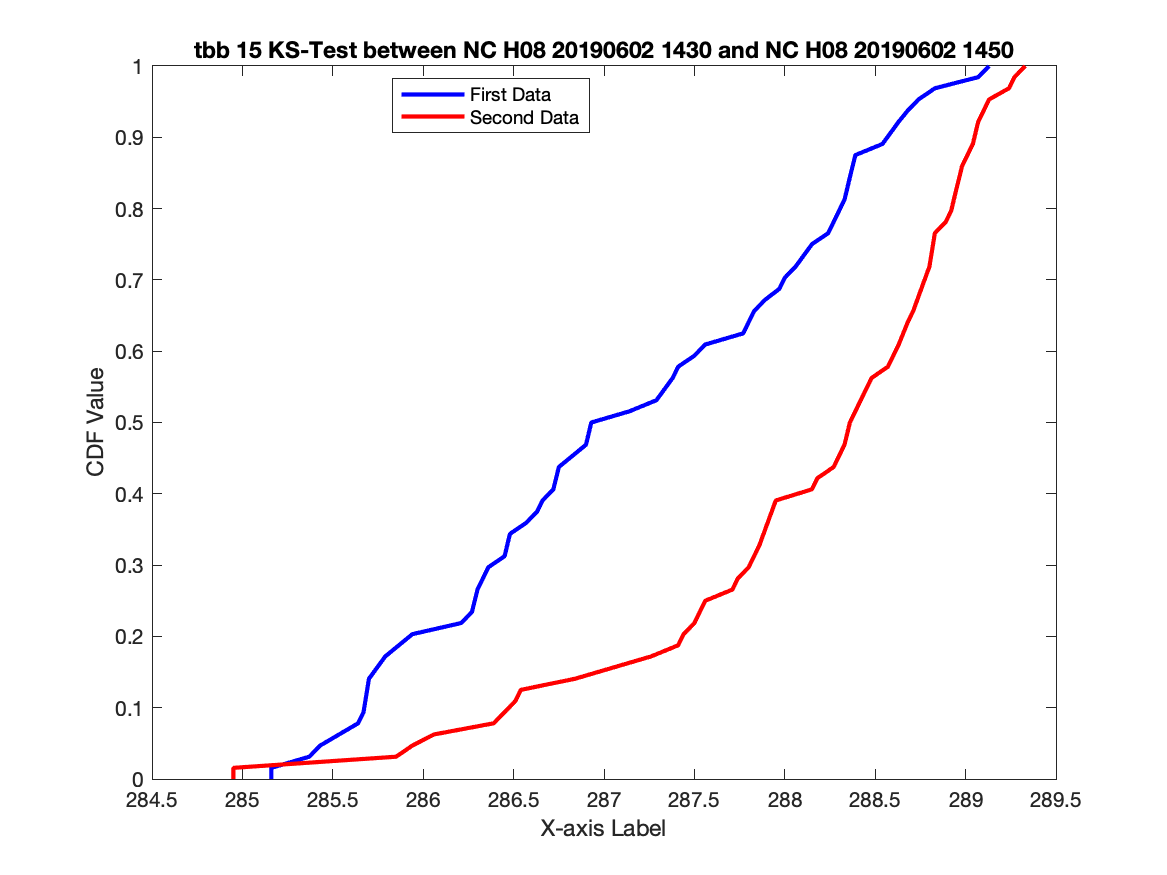 tbb 15 KS-Test between NC H08 20190602 1430 and NC H08 20190602 1450
First Data
Second Data
1
0.9
0.8
0.7
0.6
0.5
0.4
0.3
0.2
0.1
0
CDF Value
284.5 285 285.5 286 286.5 287 287.5 288 288.5 289 289.5
X-axis Label